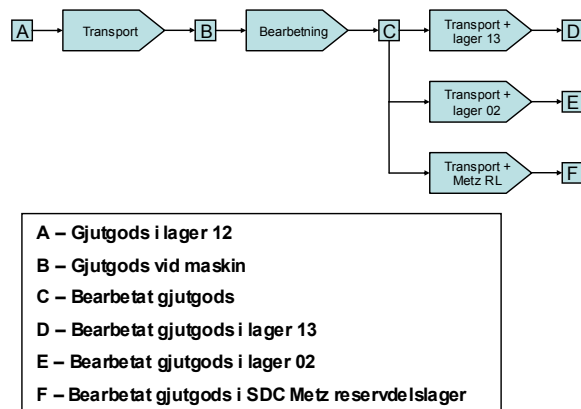 A
Transport
B
Bearbetning
C
Transport +
lager 13
D
Transport +
lager 02
E
Transport +
Metz RL
F
A – Gjutgods i lager 12
B – Gjutgods vid maskin
C – Bearbetat gjutgods
D – Bearbetat gjutgods i lager 13
E – Bearbetat gjutgods i lager 02
F – Bearbetat gjutgods i SDC Metz reservdelslager